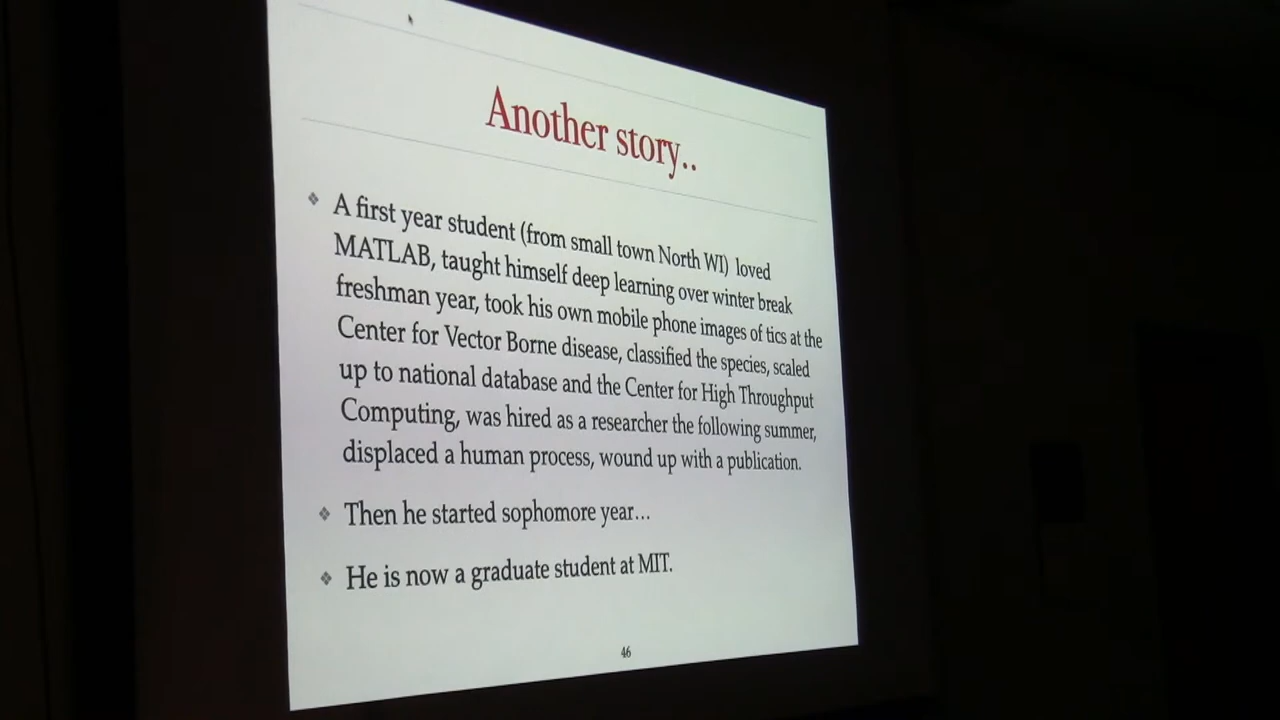 Another story..
❖ A first year student (from small town North WI) loved
MATLAB, taught himself deep learning over winter break
freshman year, took his own mobile phone images of tics at the
Center for Vector Borne disease, classified the species, scaled
up to national database and the Center for High Throughput
Computing, was hired as a researcher the following summer,
displaced a human process, wound up with a publication.
❖ Then he started sophomore year...
❖ He is now a graduate student at MIT.
46